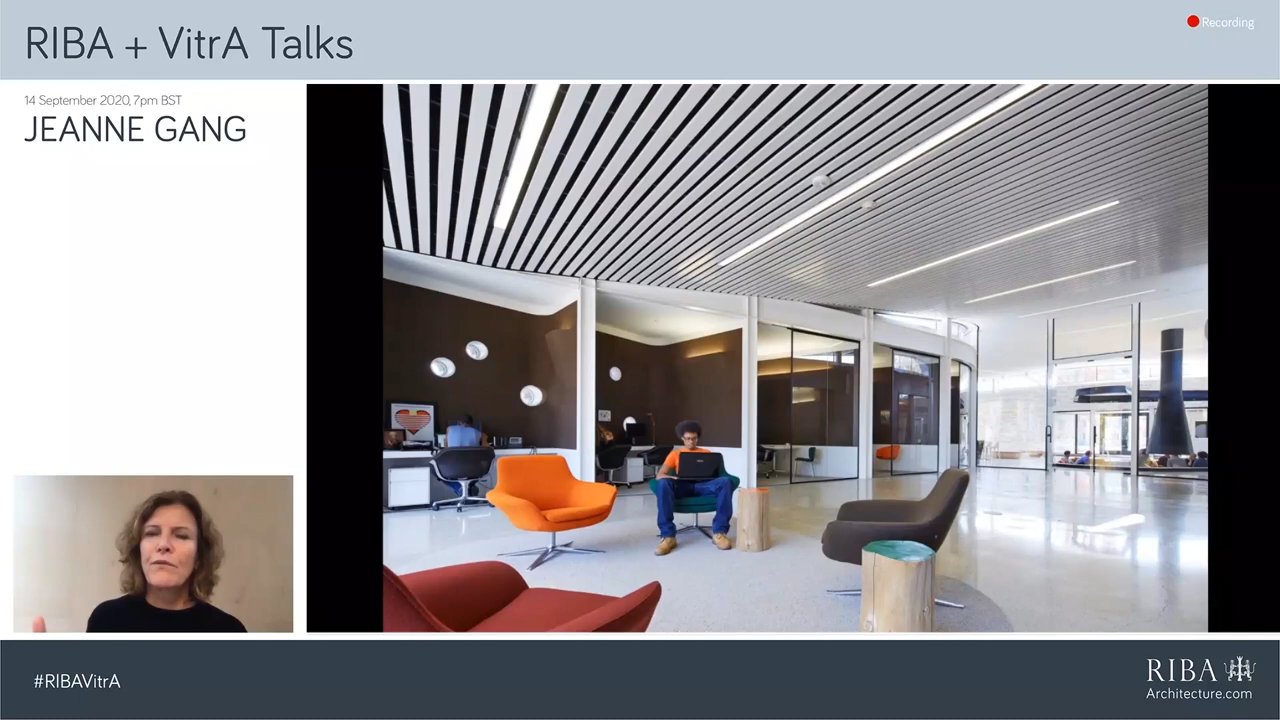 RIBA + VitrA Talks
Recording
14 September 2020, 7pm BST
JEANNE GANG
#RIBAVitrA
RIBA
Architecture.com